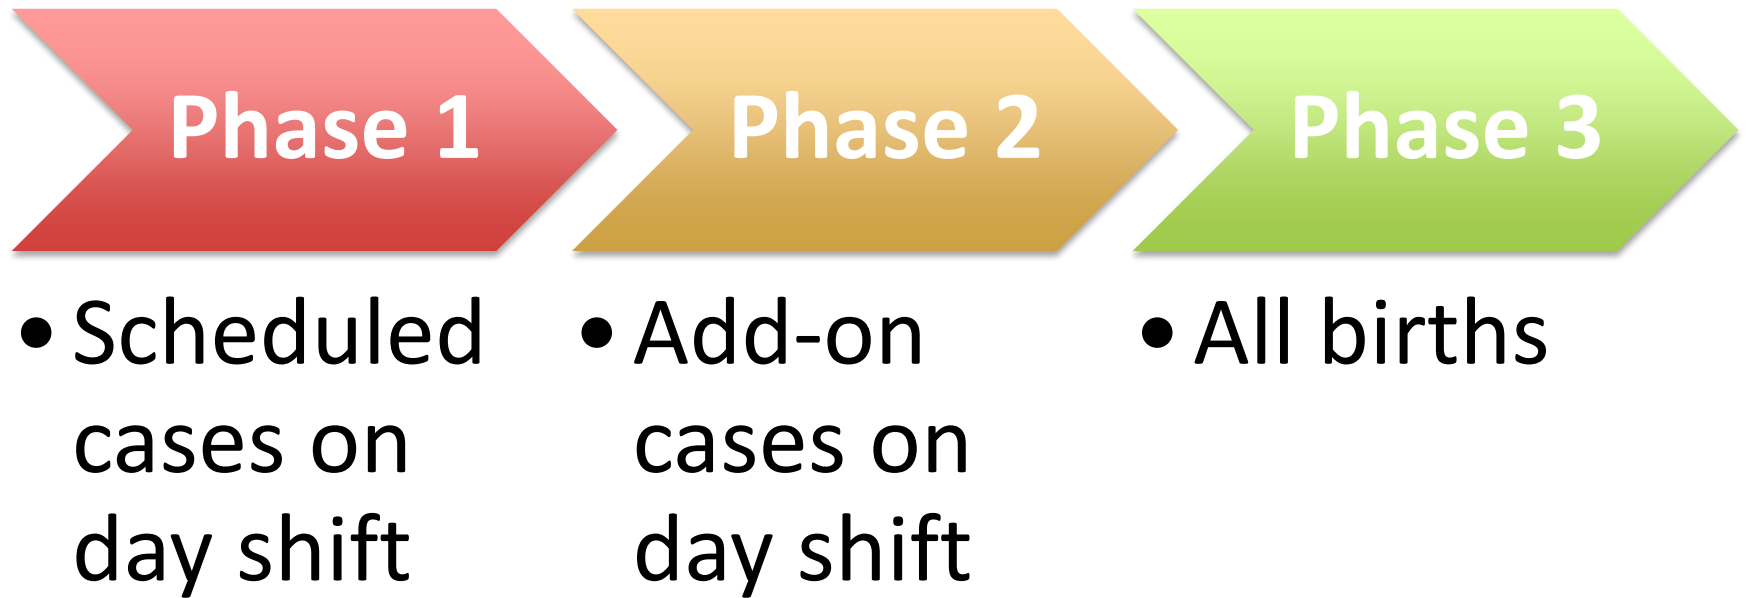 Phase 1
• Scheduled
cases on
day shift
Phase 2
• Add-on
cases on
day shift
Phase 3
• All births